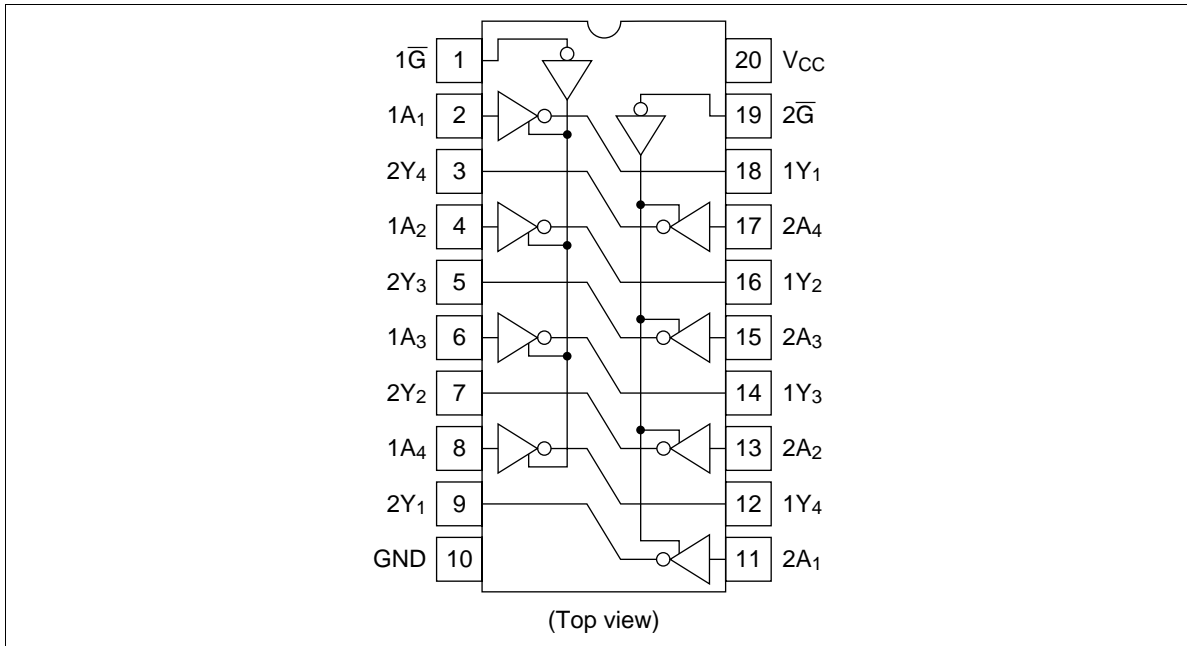 1G̅ 1 20 VCC
1A1 2 19 2G̅
2Y4 3 18 1Y1
1A2 4 17 2A4
2Y3 5 16 1Y2
1A3 6 15 2A3
2Y2 7 14 1Y3
1A4 8 13 2A2
2Y1 9 12 1Y4
GND 10 11 2A1
(Top view)